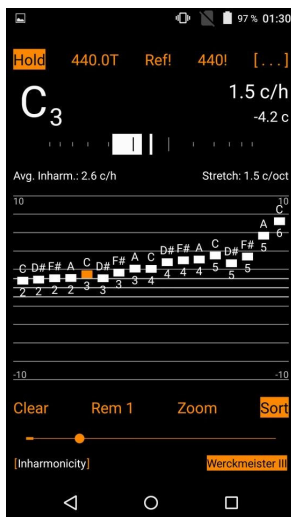 97 % 01:30
Hold 440.0T Ref! 440! [...]
C3 1.5 c/h
-4.2 c
Avg. Inharm.: 2.6 c/h Stretch: 1.5 c/oct
10 10
C D# F# A C D# F# A C D# F# A C D# F# A C
2 2 2 2 3 3 3 3 4 4 4 4 5 5 5 5 6
-10 -10
Clear Rem 1 Zoom Sort
[Inharmonicity] Werckmeister III